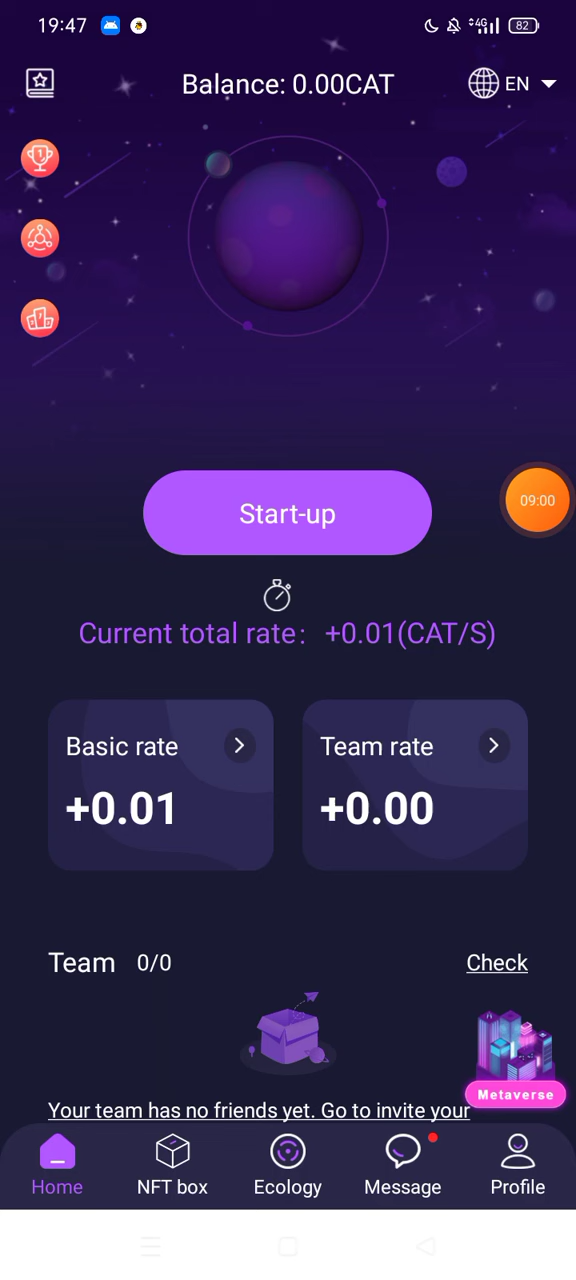 19:47
4G
82
Balance: 0.00CAT
EN
Start-up
09:00
Current total rate: +0.01(CAT/S)
Basic rate
Team rate
+0.01
+0.00
Team 0/0
Check
Metaverse
Your team has no friends yet. Go to invite your
Home
NFT box
Ecology
Message
Profile